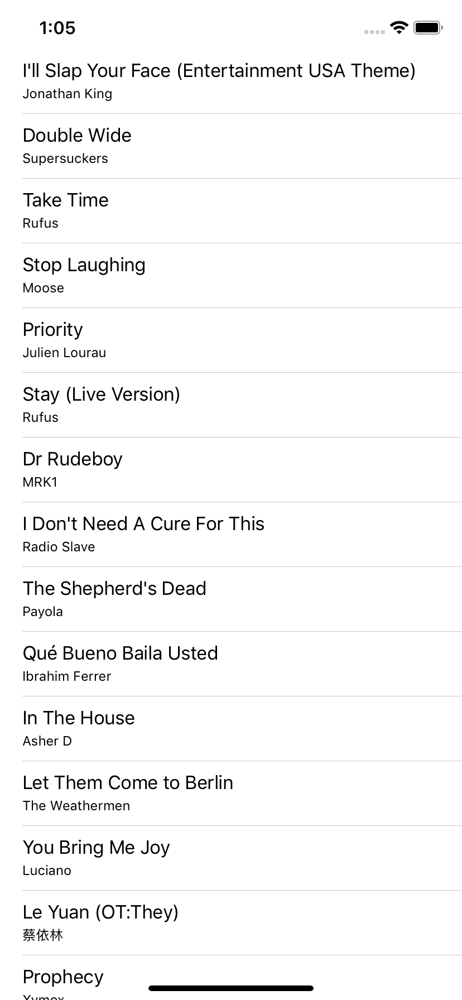 1:05
I'll Slap Your Face (Entertainment USA Theme)
Jonathan King
Double Wide
Supersuckers
Take Time
Rufus
Stop Laughing
Moose
Priority
Julien Lourau
Stay (Live Version)
Rufus
Dr Rudeboy
MRK1
I Don't Need A Cure For This
Radio Slave
The Shepherd's Dead
Payola
Qué Bueno Baila Usted
Ibrahim Ferrer
In The House
Asher D
Let Them Come to Berlin
The Weathermen
You Bring Me Joy
Luciano
Le Yuan (OT:They)
蔡依林
Prophecy
Xymox